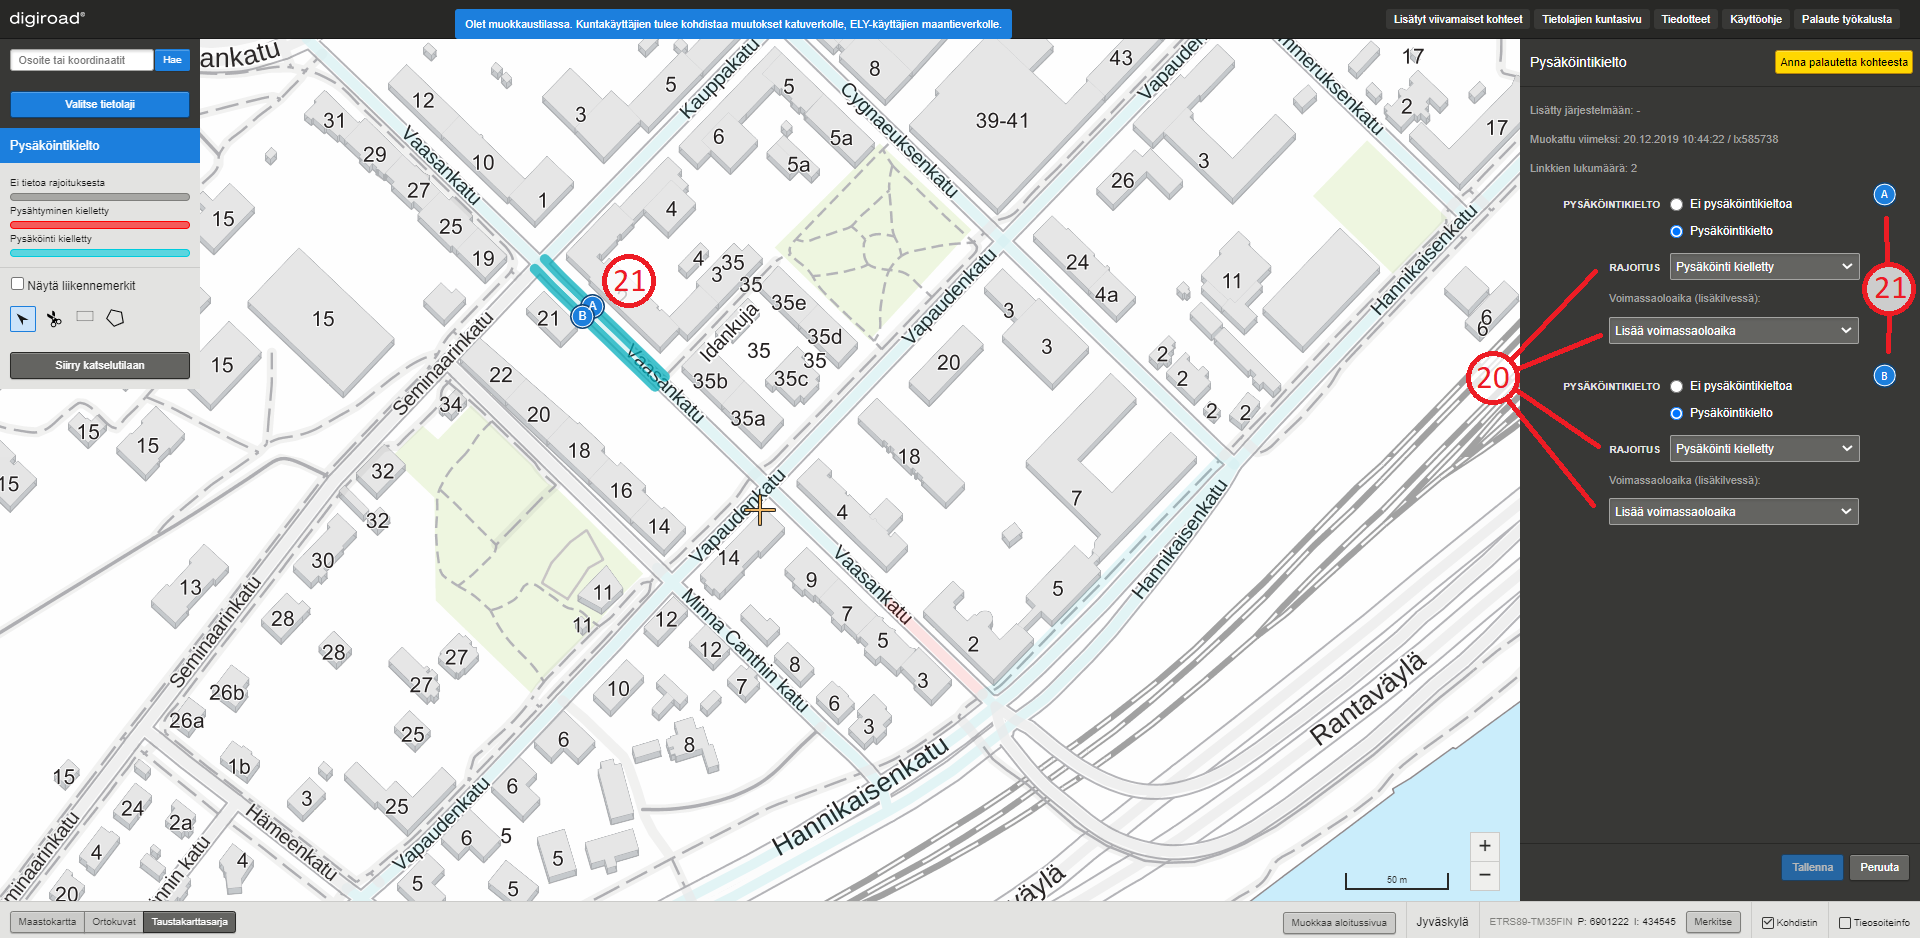 digiroad®
Olet muokkaustilassa. Kuntakäyttäjien tulee kohdistaa muutokset katuverkolle, ELY-käyttäjien maantieverkolle.
Lisätyt viivamaiset kohteet
Tietolajien kuntasivu
Tiedotteet
Käyttöohje
Palaute työkalusta
Osoite tai koordinaatit
Hae
Valitse tietolaji
Pysäköintikielto
Ei tietoa rajoituksesta
Pysähtyminen kielletty
Pysäköinti kielletty
Näytä liikennemerkit
Siirry katselutilaan
Pysäköintikielto
Anna palautetta kohteesta
Lisätty järjestelmään: -
Muokattu viimeksi: 20.12.2019 10:44:22 / lx585738
Linkkien lukumäärä: 2
A
PYSÄKÖINTIKIELTO
Ei pysäköintikieltoa
Pysäköintikielto
RAJOITUS
Pysäköinti kielletty
21
Voimassaoloaika (lisäkilvessä):
Lisää voimassaoloaika
20
B
PYSÄKÖINTIKIELTO
Ei pysäköintikieltoa
Pysäköintikielto
RAJOITUS
Pysäköinti kielletty
Voimassaoloaika (lisäkilvessä):
Lisää voimassaoloaika
Tallenna
Peruuta
ankatu
Kauppakatu
Vaasankatu
Cygnaeuksenkatu
Vapauden
mmeruksenkatu
Hannikaisenkatu
Vapaudenkatu
Idankuja
Seminaarinkatu
Vaasankatu
Vapaudenkatu
Vaasankatu
Hannikaisenkatu
Minna Canthin katu
Seminaarinkatu
Rantaväylä
Hannikaisenkatu
Vapaudenkatu
Hämeenkatu
minaarinkatu
nnin katu
väylä
21
A
B
31
29
27
25
19
12
10
1
3
5
6
4
5
5a
5a
8
39-41
43
3
26
17
2
17
15
15
15
15
15
15
21
4
3
35
35
35e
35d
35
35
35c
35b
35a
24
4a
11
3
3
20
18
2
2
2
2
6
6
7
22
20
18
16
14
34
32
32
30
13
28
28
27
27
26b
26a
25
25
1b
3
24
2a
4
4
20
15
11
11
12
12
14
9
7
5
3
4
5
2
8
7
6
3
10
6
8
6
6
5
5
5
5
+
−
50 m
Maastokartta
Ortokuvat
Taustakarttasarja
Muokkaa aloitussivua
Jyväskylä
ETRS89-TM35FIN P: 6901222 I: 434545
Merkitse
Kohdistin
Tieosoiteinfo